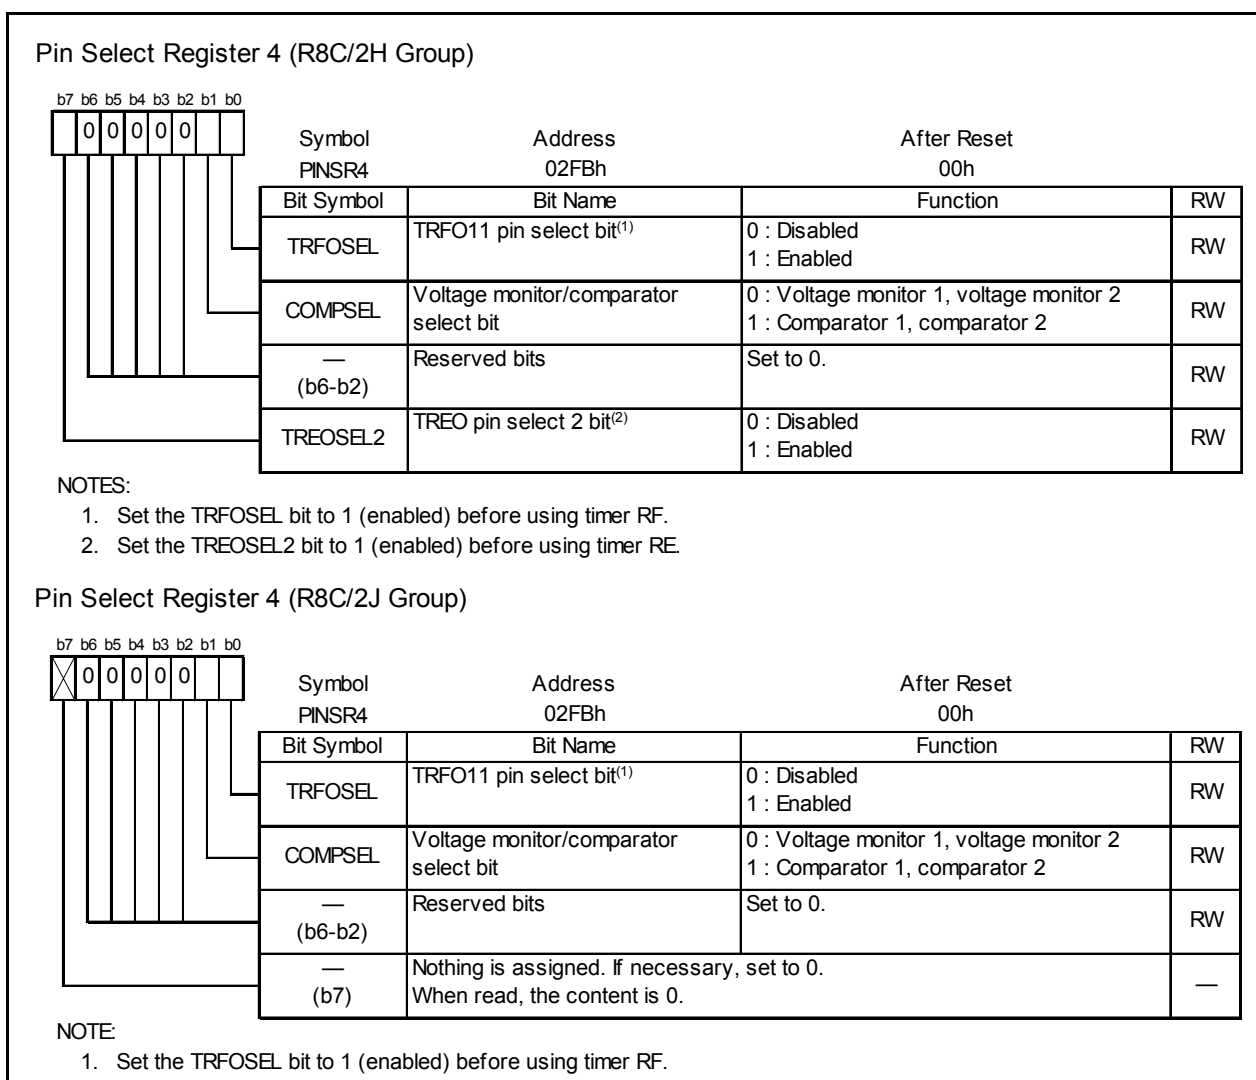 Pin Select Register 4 (R8C/2H Group)
b7 b6 b5 b4 b3 b2 b1 b0
0 0 0 0 0
Symbol Address After Reset
PINSR4 02FBh 00h
Bit Symbol Bit Name Function RW
TRFOSEL TRFO11 pin select bit(1) 0 : Disabled RW
1 : Enabled
COMPSEL Voltage monitor/comparator 0 : Voltage monitor 1, voltage monitor 2 RW
select bit 1 : Comparator 1, comparator 2
— Reserved bits Set to 0. RW
(b6-b2)
TREOSEL2 TREO pin select 2 bit(2) 0 : Disabled RW
1 : Enabled
NOTES:
1. Set the TRFOSEL bit to 1 (enabled) before using timer RF.
2. Set the TREOSEL2 bit to 1 (enabled) before using timer RE.
Pin Select Register 4 (R8C/2J Group)
b7 b6 b5 b4 b3 b2 b1 b0
0 0 0 0 0
Symbol Address After Reset
PINSR4 02FBh 00h
Bit Symbol Bit Name Function RW
TRFOSEL TRFO11 pin select bit(1) 0 : Disabled RW
1 : Enabled
COMPSEL Voltage monitor/comparator 0 : Voltage monitor 1, voltage monitor 2 RW
select bit 1 : Comparator 1, comparator 2
— Reserved bits Set to 0. RW
(b6-b2)
— Nothing is assigned. If necessary, set to 0. —
(b7) When read, the content is 0.
NOTE:
1. Set the TRFOSEL bit to 1 (enabled) before using timer RF.